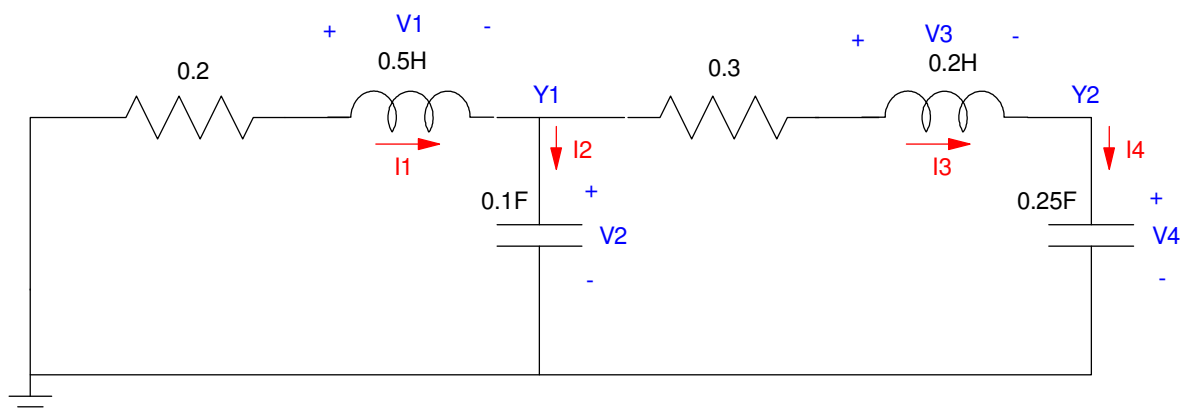 + V1 -
0.5H
0.2
+ V3 -
0.2H
0.3
Y1
Y2
I1
I2
I3
I4
0.1F
+
V2
-
0.25F
+
V4
-